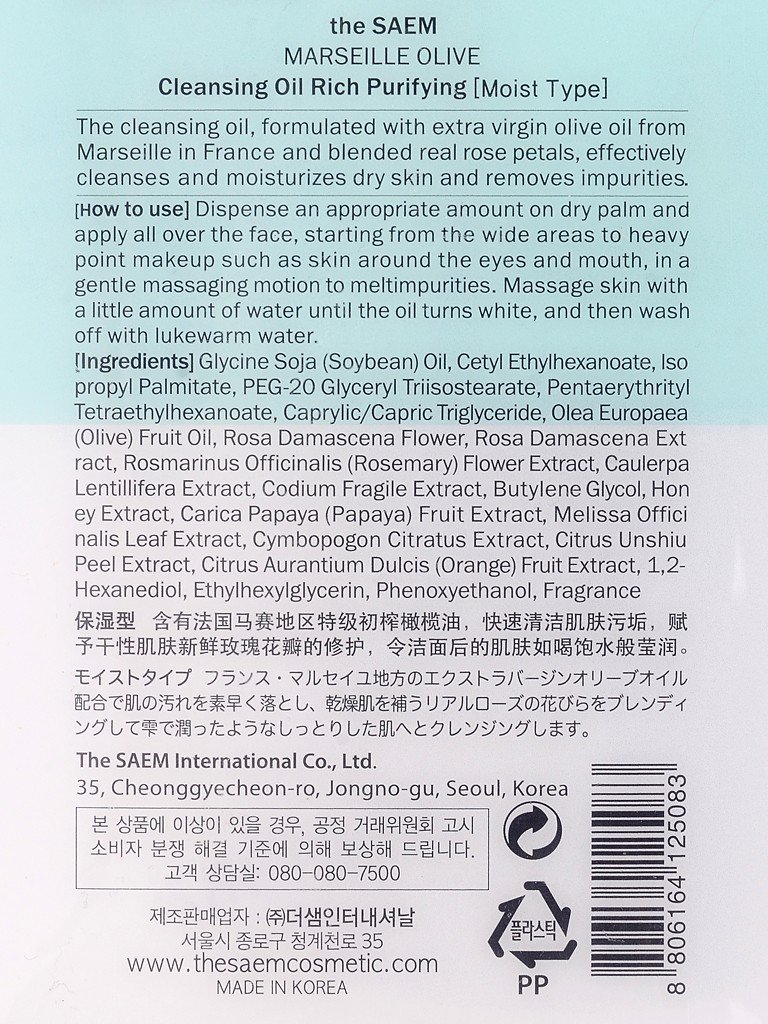 the SAEM
MARSEILLE OLIVE
Cleansing Oil Rich Purifying [Moist Type]
The cleansing oil, formulated with extra virgin olive oil from
Marseille in France and blended real rose petals, effectively
cleanses and moisturizes dry skin and removes impurities.
[How to use] Dispense an appropriate amount on dry palm and
apply all over the face, starting from the wide areas to heavy
point makeup such as skin around the eyes and mouth, in a
gentle massaging motion to meltimpurities. Massage skin with
a little amount of water until the oil turns white, and then wash
off with lukewarm water.
[Ingredients] Glycine Soja (Soybean) Oil, Cetyl Ethylhexanoate, Iso
propyl Palmitate, PEG-20 Glyceryl Triisostearate, Pentaerythrityl
Tetraethylhexanoate, Caprylic/Capric Triglyceride, Olea Europaea
(Olive) Fruit Oil, Rosa Damascena Flower, Rosa Damascena Ext
ract, Rosmarinus Officinalis (Rosemary) Flower Extract, Caulerpa
Lentillifera Extract, Codium Fragile Extract, Butylene Glycol, Hon
ey Extract, Carica Papaya (Papaya) Fruit Extract, Melissa Offici
nalis Leaf Extract, Cymbopogon Citratus Extract, Citrus Unshiu
Peel Extract, Citrus Aurantium Dulcis (Orange) Fruit Extract, 1,2-
Hexanediol, Ethylhexylglycerin, Phenoxyethanol, Fragrance
保湿型 含有法国马赛地区特级初榨橄榄油，快速清洁肌肤污垢，赋
予干性肌肤新鲜玫瑰花瓣的修护，令洁面后的肌肤如喝饱水般莹润。
モイストタイプ フランス・マルセイユ地方のエクストラバージンオリーブオイル
配合で肌の汚れを素早く落とし、乾燥肌を補うリアルローズの花びらをブレンディ
ングして雫で潤ったようなしっとりした肌へとクレンジングします。
The SAEM International Co., Ltd.
35, Cheonggyecheon-ro, Jongno-gu, Seoul, Korea
본 상품에 이상이 있을 경우, 공정 거래위원회 고시
소비자 분쟁 해결 기준에 의해 보상해 드립니다.
고객 상담실: 080-080-7500
제조판매업자 : ㈜더샘인터내셔날
서울시 종로구 청계천로 35
www.thesaemcosmetic.com
MADE IN KOREA
플라스틱
PP
8 806164 125083